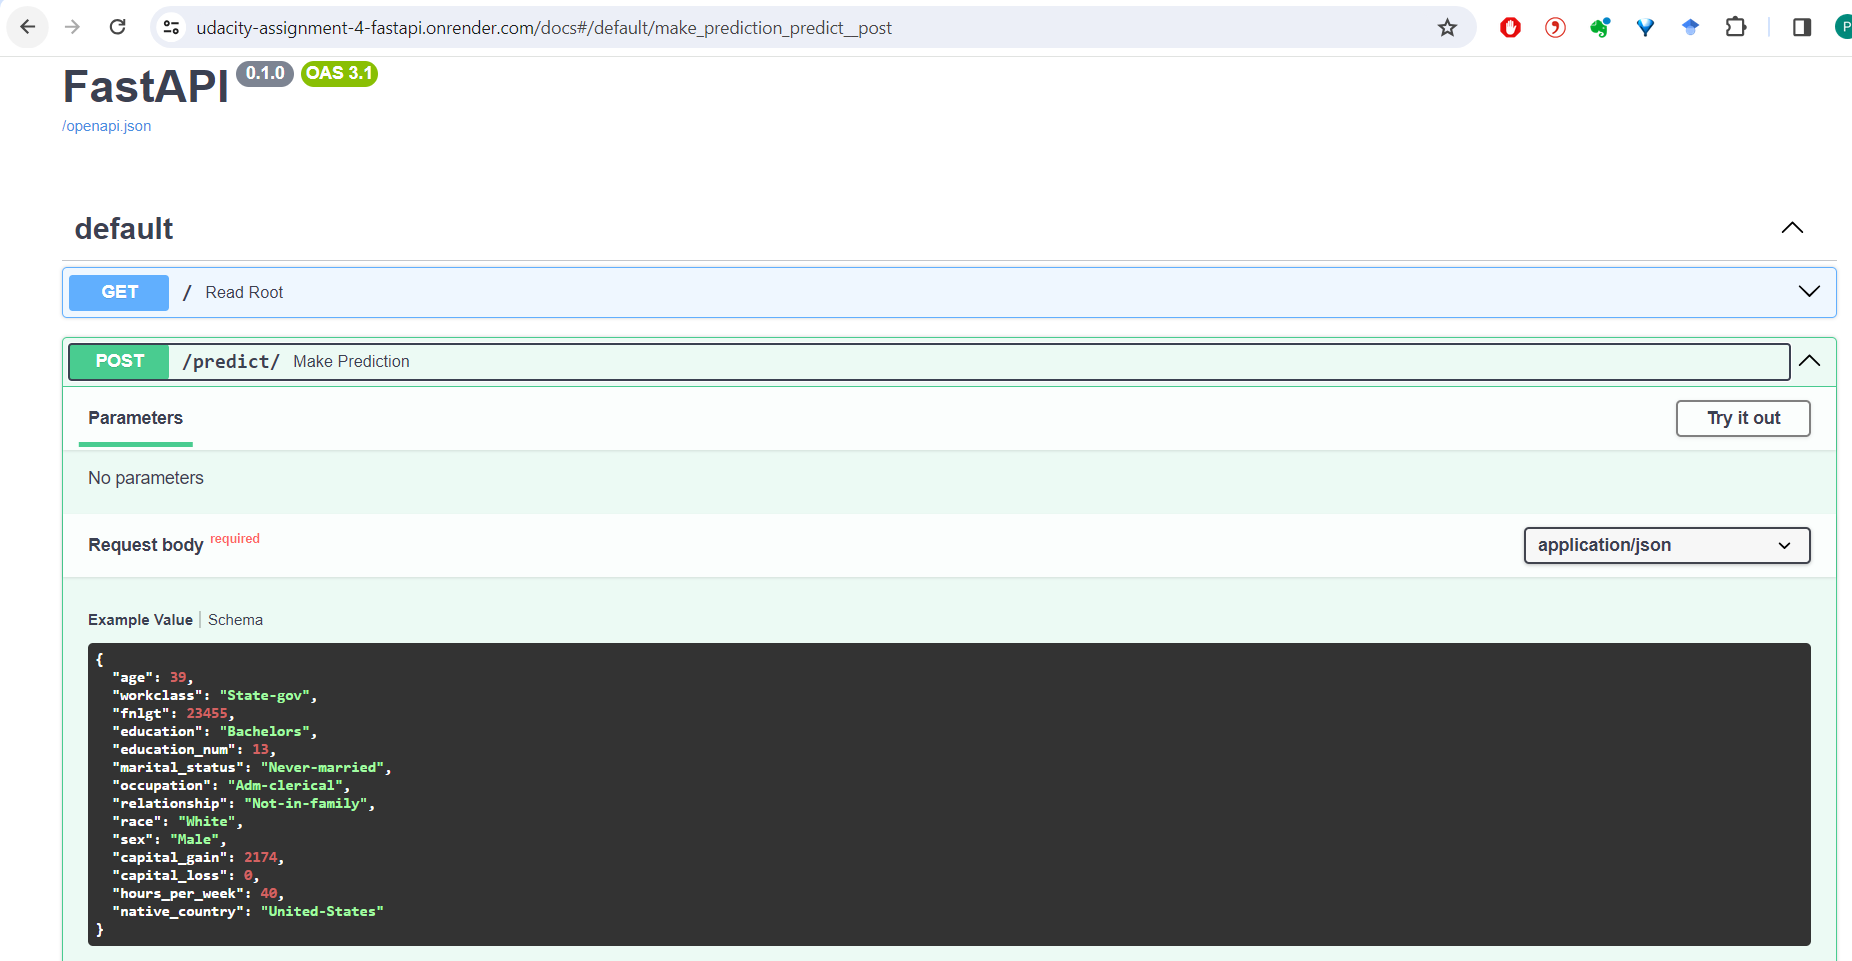 udacity-assignment-4-fastapi.onrender.com/docs#/default/make_prediction_predict__post
P
FastAPI 0.1.0 OAS 3.1
/openapi.json
default
GET / Read Root
POST /predict/ Make Prediction
Parameters
Try it out
No parameters
Request body required
application/json
Example Value | Schema
{
"age": 39,
"workclass": "State-gov",
"fnlgt": 23455,
"education": "Bachelors",
"education_num": 13,
"marital_status": "Never-married",
"occupation": "Adm-clerical",
"relationship": "Not-in-family",
"race": "White",
"sex": "Male",
"capital_gain": 2174,
"capital_loss": 0,
"hours_per_week": 40,
"native_country": "United-States"
}